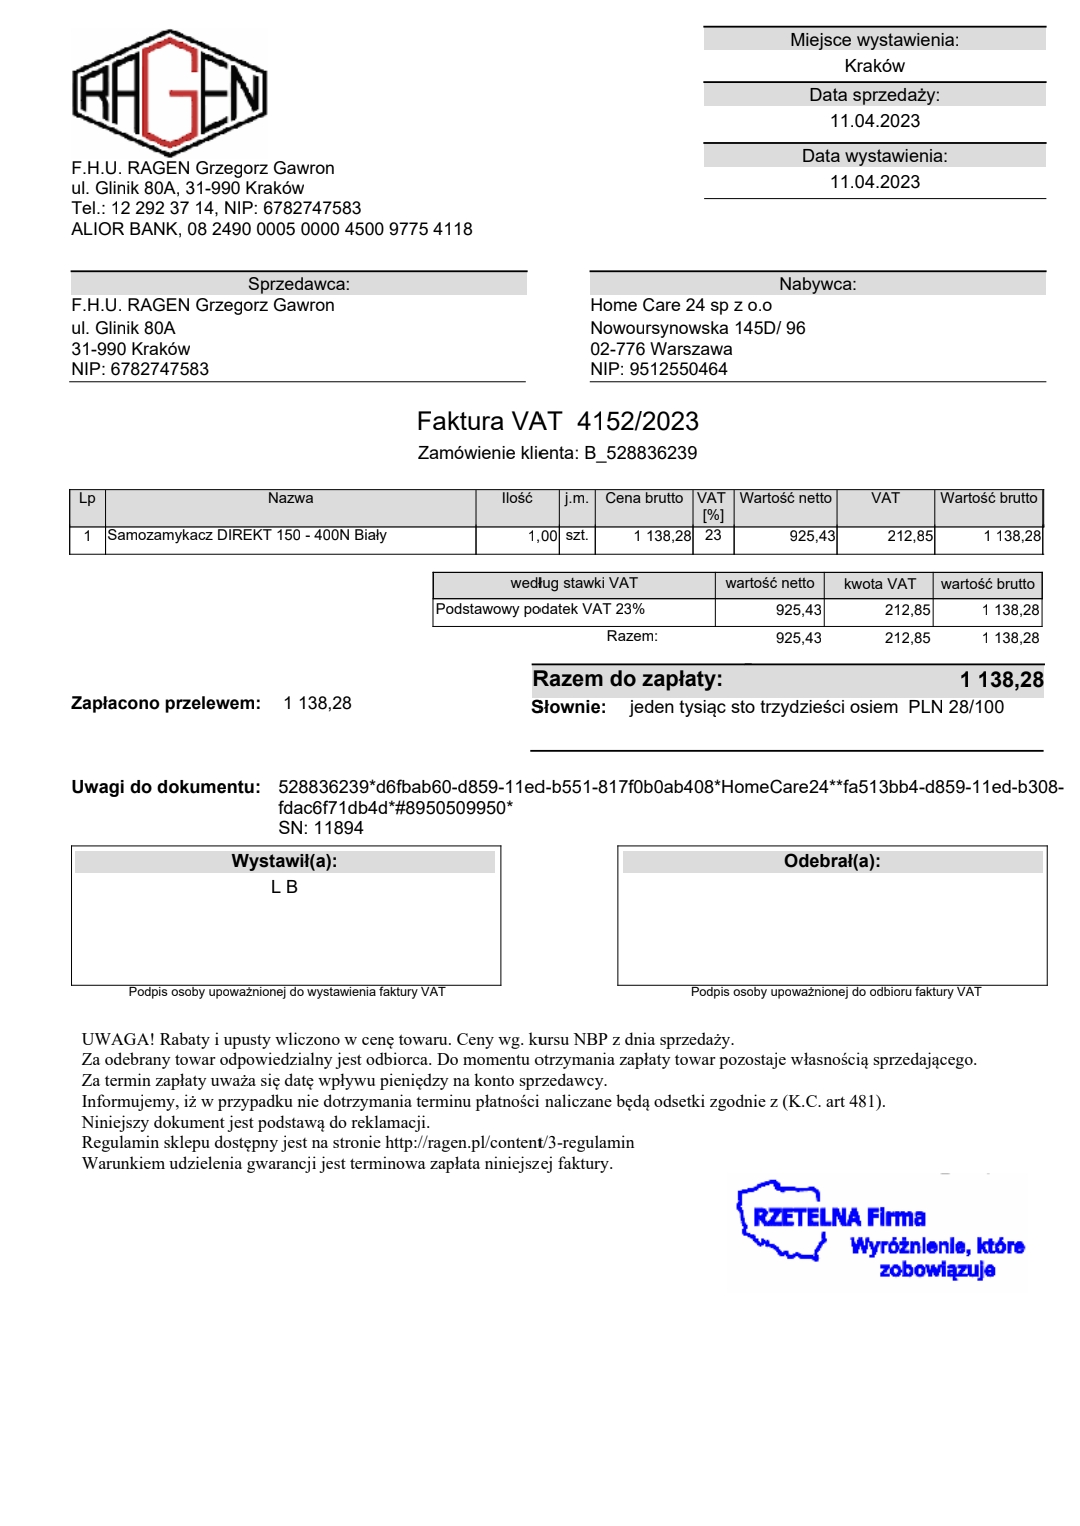 RAGEN
Miejsce wystawienia:
Kraków
Data sprzedaży:
11.04.2023
Data wystawienia:
11.04.2023
F.H.U. RAGEN Grzegorz Gawron
ul. Glinik 80A, 31-990 Kraków
Tel.: 12 292 37 14, NIP: 6782747583
ALIOR BANK, 08 2490 0005 0000 4500 9775 4118
Sprzedawca:
F.H.U. RAGEN Grzegorz Gawron
ul. Glinik 80A
31-990 Kraków
NIP: 6782747583
Nabywca:
Home Care 24 sp z o.o
Nowoursynowska 145D/ 96
02-776 Warszawa
NIP: 9512550464
Faktura VAT 4152/2023
Zamówienie klienta: B_528836239
Lp Nazwa Ilość j.m. Cena brutto VAT [%] Wartość netto VAT Wartość brutto
1 Samozamykacz DIREKT 150 - 400N Biały 1,00 szt. 1 138,28 23 925,43 212,85 1 138,28
według stawki VAT wartość netto kwota VAT wartość brutto
Podstawowy podatek VAT 23% 925,43 212,85 1 138,28
Razem: 925,43 212,85 1 138,28
Razem do zapłaty: 1 138,28
Zapłacono przelewem: 1 138,28
Słownie: jeden tysiąc sto trzydzieści osiem PLN 28/100
Uwagi do dokumentu: 528836239*d6fbab60-d859-11ed-b551-817f0b0ab408*HomeCare24**fa513bb4-d859-11ed-b308-
fdac6f71db4d*#8950509950*
SN: 11894
Wystawił(a):
L B
Podpis osoby upoważnionej do wystawienia faktury VAT
Odebrał(a):
Podpis osoby upoważnionej do odbioru faktury VAT
UWAGA! Rabaty i upusty wliczono w cenę towaru. Ceny wg. kursu NBP z dnia sprzedaży.
Za odebrany towar odpowiedzialny jest odbiorca. Do momentu otrzymania zapłaty towar pozostaje własnością sprzedającego.
Za termin zapłaty uważa się datę wpływu pieniędzy na konto sprzedawcy.
Informujemy, iż w przypadku nie dotrzymania terminu płatności naliczane będą odsetki zgodnie z (K.C. art 481).
Niniejszy dokument jest podstawą do reklamacji.
Regulamin sklepu dostępny jest na stronie http://ragen.pl/content/3-regulamin
Warunkiem udzielenia gwarancji jest terminowa zapłata niniejszej faktury.
RZETELNA Firma
Wyróżnienie, które
zobowiązuje